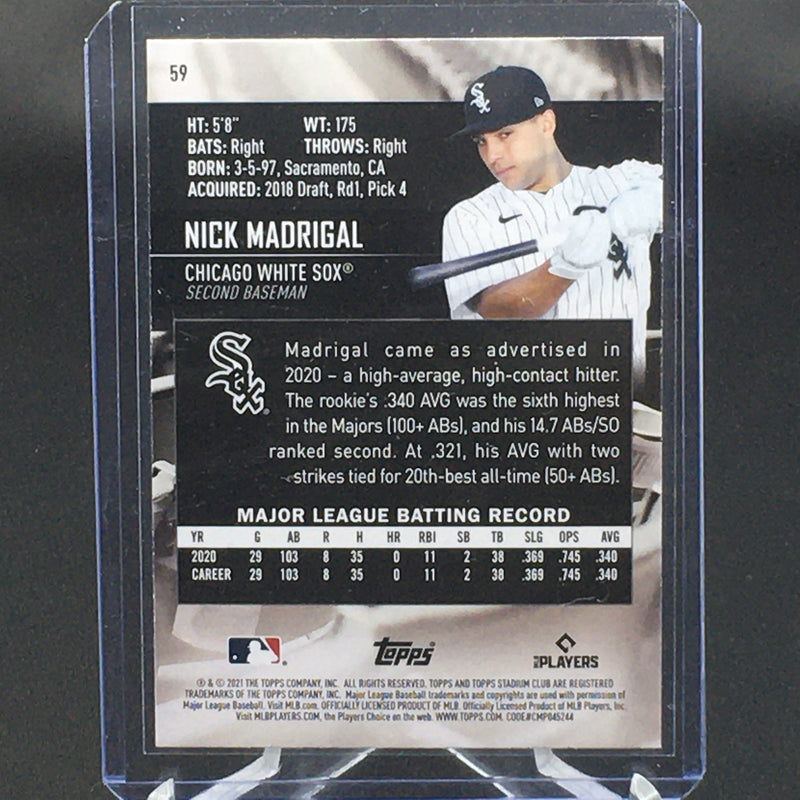 59
HT: 5'8" WT: 175
BATS: Right THROWS: Right
BORN: 3-5-97, Sacramento, CA
ACQUIRED: 2018 Draft, Rd1, Pick 4
NICK MADRIGAL
CHICAGO WHITE SOX®
SECOND BASEMAN
Sox
Madrigal came as advertised in
2020 – a high-average, high-contact hitter.
The rookie's .340 AVG was the sixth highest
in the Majors (100+ ABs), and his 14.7 ABs/SO
ranked second. At .321, his AVG with two
strikes tied for 20th-best all-time (50+ ABs).
MAJOR LEAGUE BATTING RECORD
YR G AB R H HR RBI SB TB SLG OPS AVG
2020 29 103 8 35 0 11 2 38 .369 .745 .340
CAREER 29 103 8 35 0 11 2 38 .369 .745 .340
Topps
PLAYERS
® & © 2021 THE TOPPS COMPANY, INC. ALL RIGHTS RESERVED. TOPPS AND TOPPS STADIUM CLUB ARE REGISTERED
TRADEMARKS OF THE TOPPS COMPANY, INC. Major League Baseball trademarks and copyrights are used with permission of
Major League Baseball. Visit MLB.com. OFFICIALLY LICENSED PRODUCT OF MLB Players, Inc.
Visit MLBPLAYERS.COM, the Players Choice on the web. WWW.TOPPS.COM. CODE#CMP045244